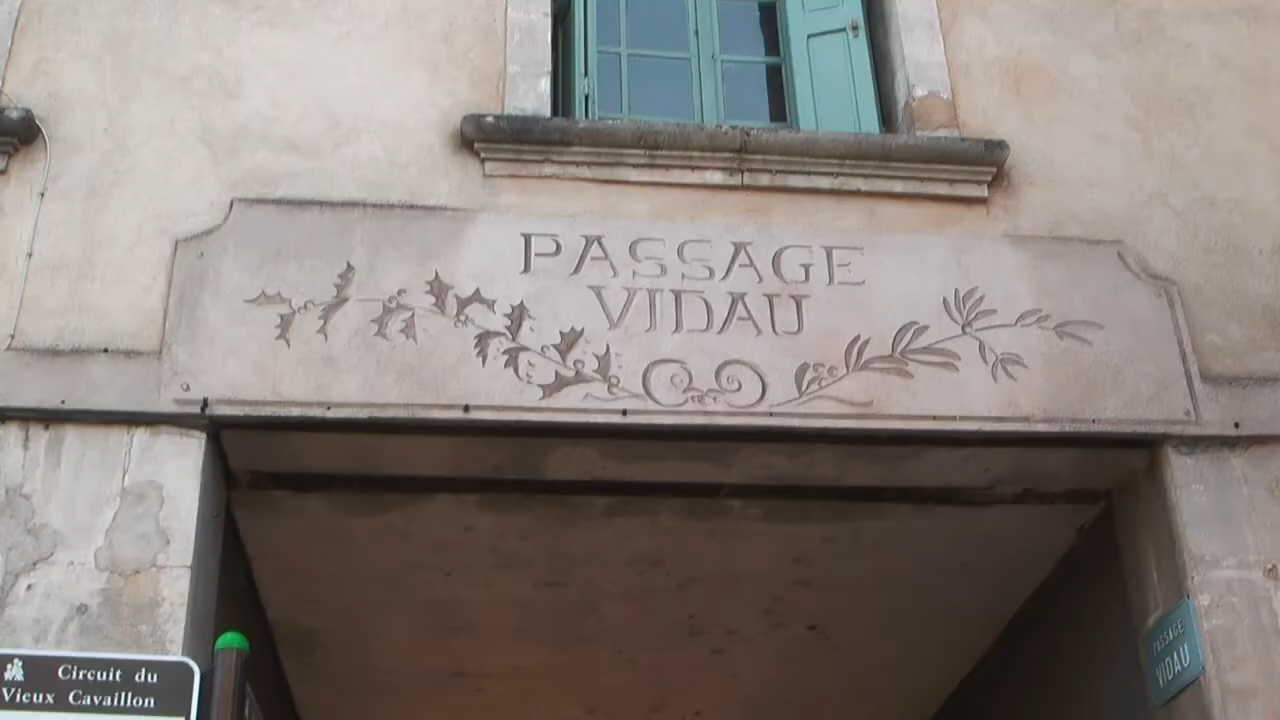 PASSAGE
VIDAU
Circuit du
Vieux Cavaillon
PASSAGE
VIDAU